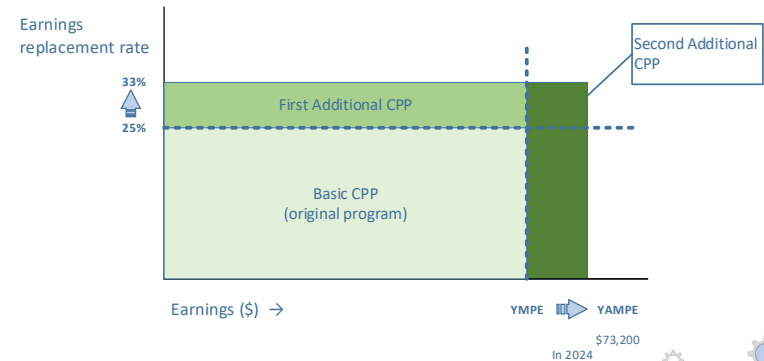 Earnings
replacement rate
Second Additional
CPP
33%
First Additional CPP
25%
Basic CPP
(original program)
Earnings ($) →
YMPE
YAMPE
$73,200
In 2024